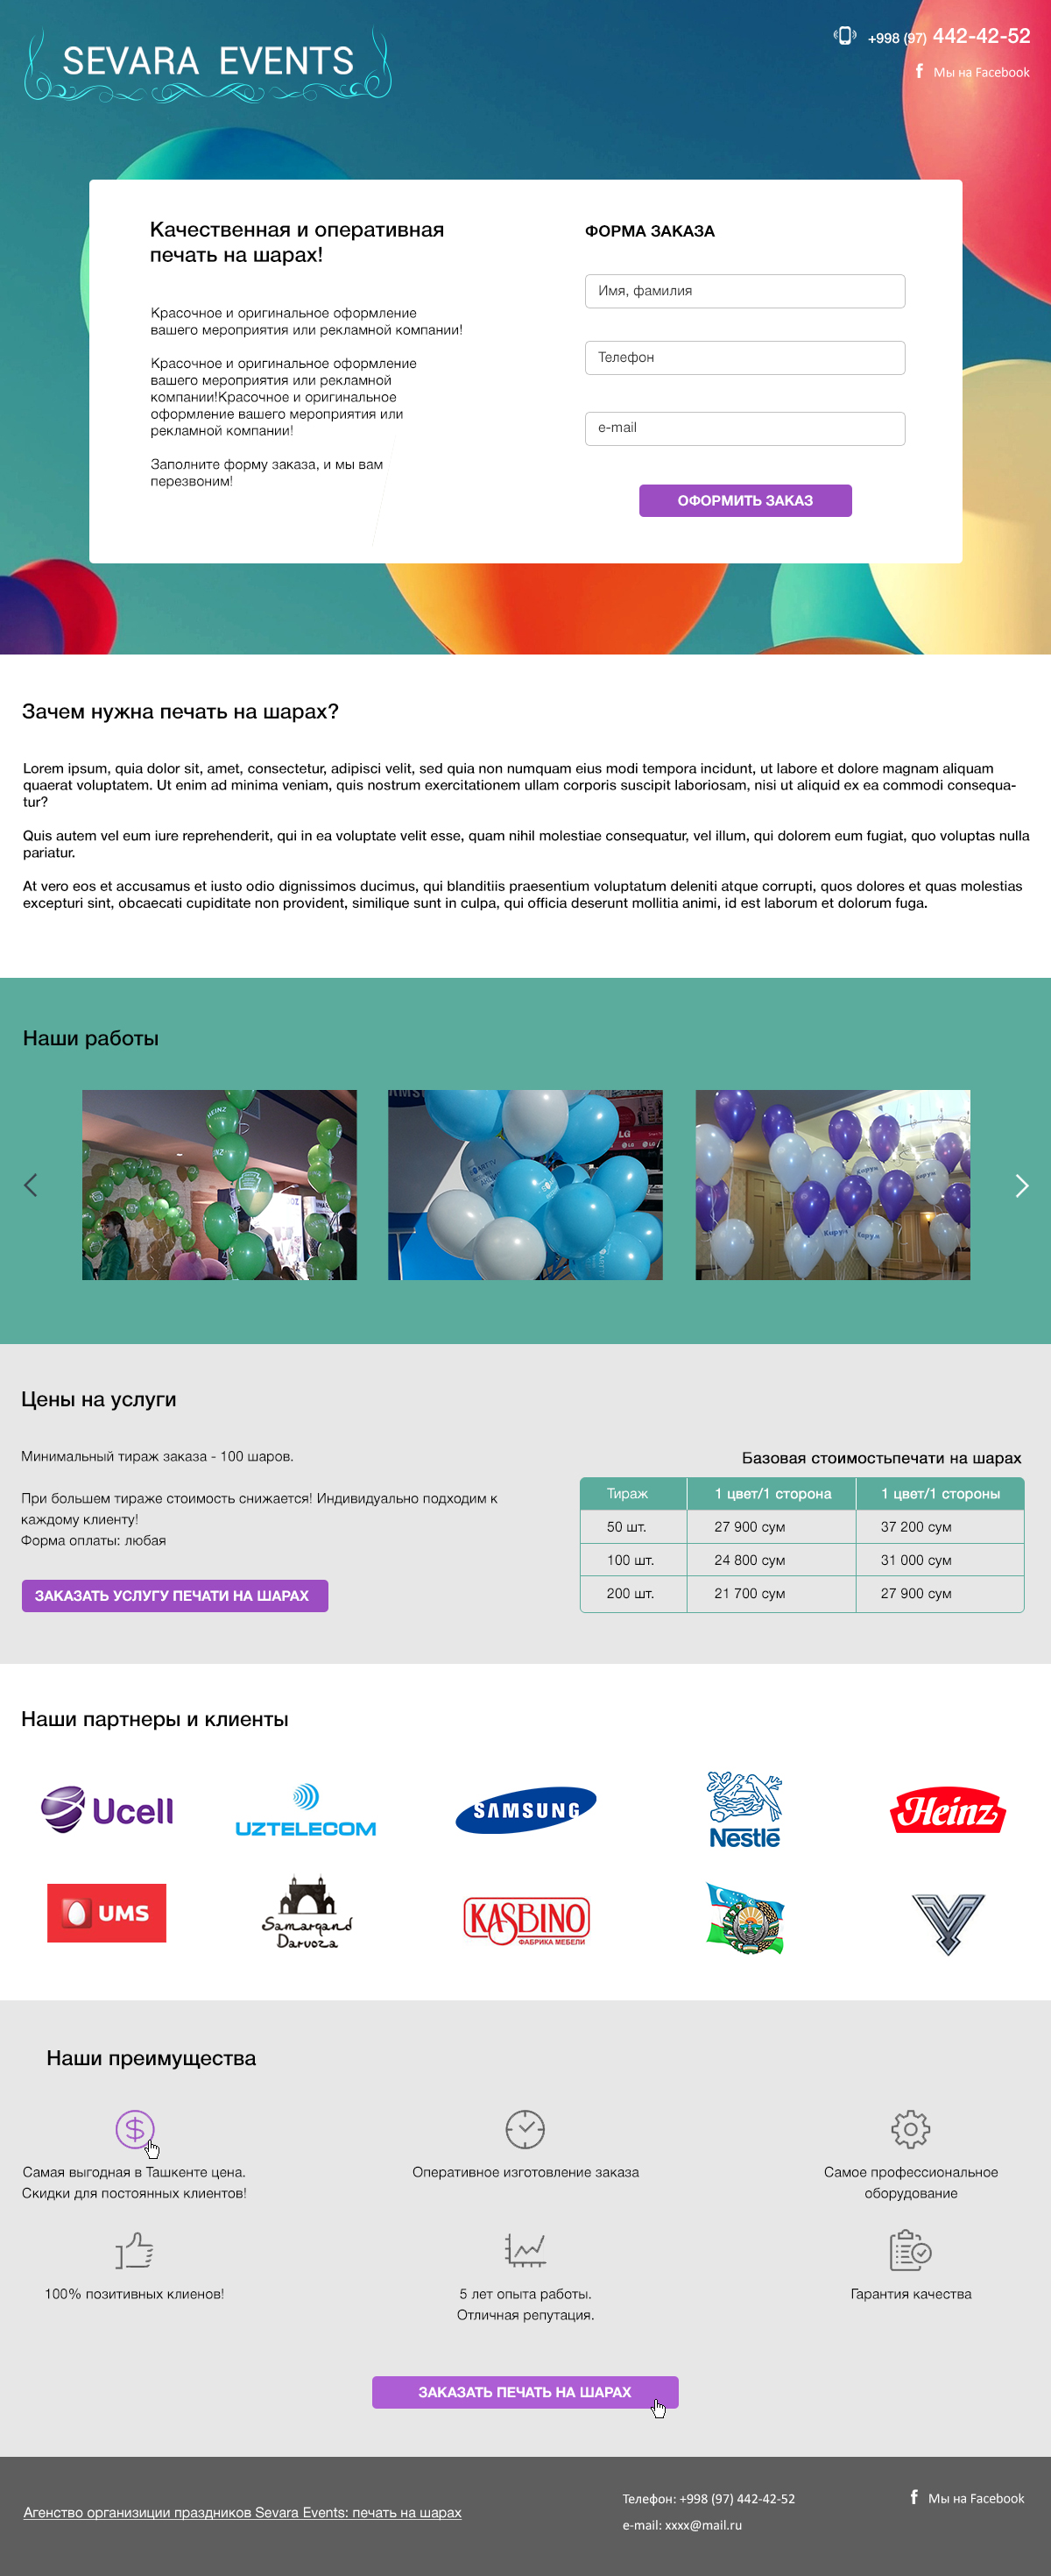 SEVARA EVENTS
+998 (97) 442-42-52
Мы на Facebook
Качественная и оперативная
печать на шарах!
Красочное и оригинальное оформление
вашего мероприятия или рекламной компании!
Красочное и оригинальное оформление
вашего мероприятия или рекламной
компании!Красочное и оригинальное
оформление вашего мероприятия или
рекламной компании!
Заполните форму заказа, и мы вам
перезвоним!
ФОРМА ЗАКАЗА
Имя, фамилия
Телефон
e-mail
ОФОРМИТЬ ЗАКАЗ
Зачем нужна печать на шарах?
Lorem ipsum, quia dolor sit, amet, consectetur, adipisci velit, sed quia non numquam eius modi tempora incidunt, ut labore et dolore magnam aliquam
quaerat voluptatem. Ut enim ad minima veniam, quis nostrum exercitationem ullam corporis suscipit laboriosam, nisi ut aliquid ex ea commodi consequa-
tur?
Quis autem vel eum iure reprehenderit, qui in ea voluptate velit esse, quam nihil molestiae consequatur, vel illum, qui dolorem eum fugiat, quo voluptas nulla
pariatur.
At vero eos et accusamus et iusto odio dignissimos ducimus, qui blanditiis praesentium voluptatum deleniti atque corrupti, quos dolores et quas molestias
excepturi sint, obcaecati cupiditate non provident, similique sunt in culpa, qui officia deserunt mollitia animi, id est laborum et dolorum fuga.
Наши работы
HEINZ
LG
LG
LG
Корум
Корум
Корум
Цены на услуги
Минимальный тираж заказа - 100 шаров.
При большем тираже стоимость снижается! Индивидуально подходим к
каждому клиенту!
Форма оплаты: любая
ЗАКАЗАТЬ УСЛУГУ ПЕЧАТИ НА ШАРАХ
Базовая стоимостьпечати на шарах
Тираж 1 цвет/1 сторона 1 цвет/1 стороны
50 шт. 27 900 сум 37 200 сум
100 шт. 24 800 сум 31 000 сум
200 шт. 21 700 сум 27 900 сум
Наши партнеры и клиенты
Ucell
UZTELECOM
SAMSUNG
Nestlé
Heinz
UMS
Samarqand
Darvoza
KASBINO
ФАБРИКА МЕБЕЛИ
Наши преимущества
Самая выгодная в Ташкенте цена.
Скидки для постоянных клиентов!
Оперативное изготовление заказа
Самое профессиональное
оборудование
100% позитивных клиенов!
5 лет опыта работы.
Отличная репутация.
Гарантия качества
ЗАКАЗАТЬ ПЕЧАТЬ НА ШАРАХ
Агенство организиции праздников Sevara Events: печать на шарах
Телефон: +998 (97) 442-42-52
e-mail: xxxx@mail.ru
Мы на Facebook